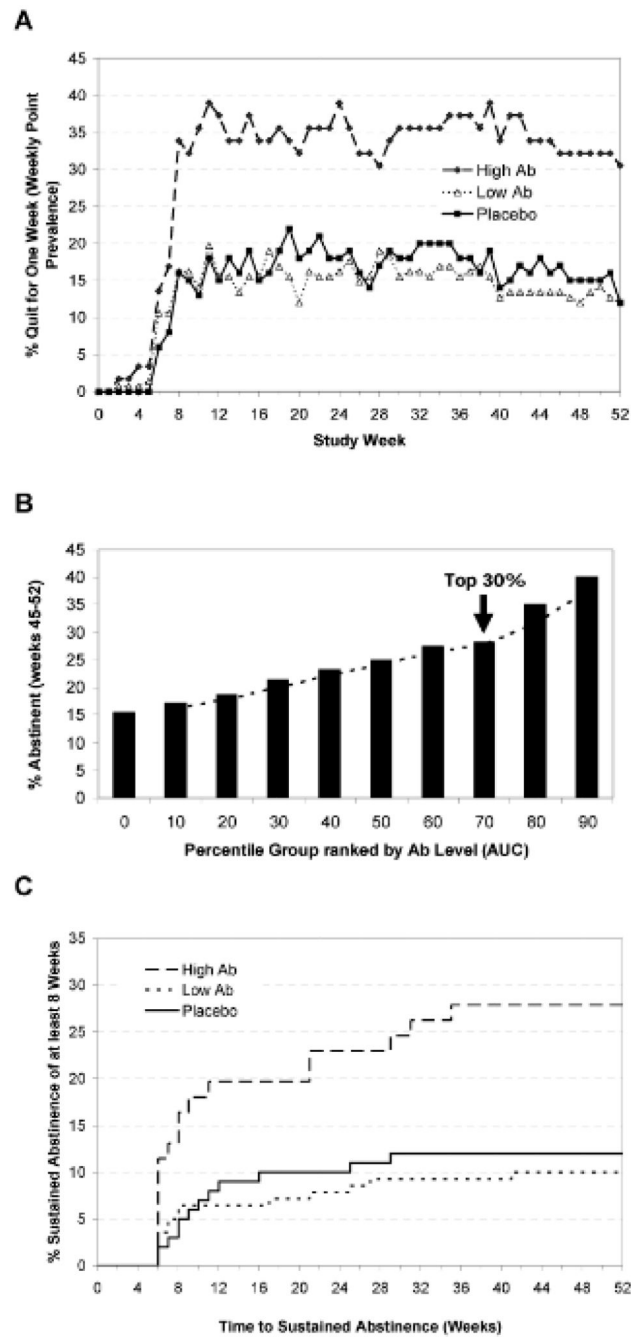 A
% Quit for One Week (Weekly Point
Prevalence)
45
40
35
30
25
20
15
10
5
0
High Ab
Low Ab
Placebo
0 4 8 12 16 20 24 28 32 36 40 44 48 52
Study Week
B
% Abstinent (weeks 45-52)
45
40
35
30
25
20
15
10
5
0
Top 30%
0 10 20 30 40 50 60 70 80 90
Percentile Group ranked by Ab Level (AUC)
C
% Sustained Abstinence of at least 8 Weeks
35
30
25
20
15
10
5
0
High Ab
Low Ab
Placebo
0 4 8 12 16 20 24 28 32 36 40 44 48 52
Time to Sustained Abstinence (Weeks)